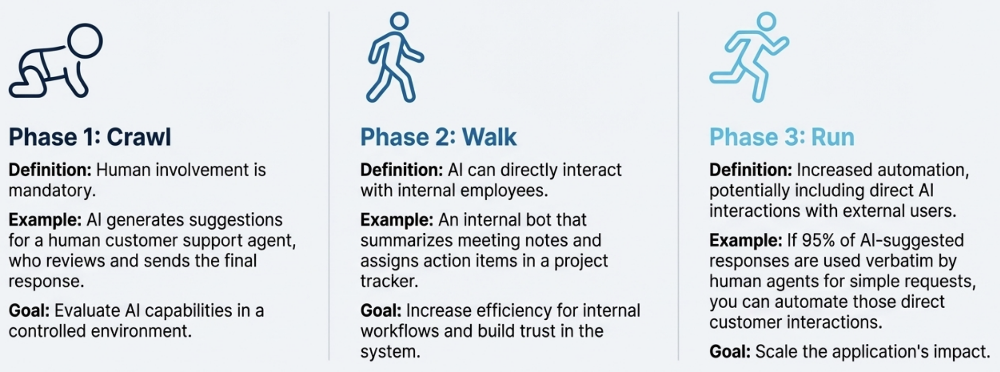 Phase 1: Crawl
Definition: Human involvement is
mandatory.
Example: AI generates suggestions
for a human customer support agent,
who reviews and sends the final
response.
Goal: Evaluate AI capabilities in a
controlled environment.
Phase 2: Walk
Definition: AI can directly interact
with internal employees.
Example: An internal bot that
summarizes meeting notes and
assigns action items in a project
tracker.
Goal: Increase efficiency for internal
workflows and build trust in the
system.
Phase 3: Run
Definition: Increased automation,
potentially including direct AI
interactions with external users.
Example: If 95% of AI-suggested
responses are used verbatim by
human agents for simple requests,
you can automate those direct
customer interactions.
Goal: Scale the application's impact.